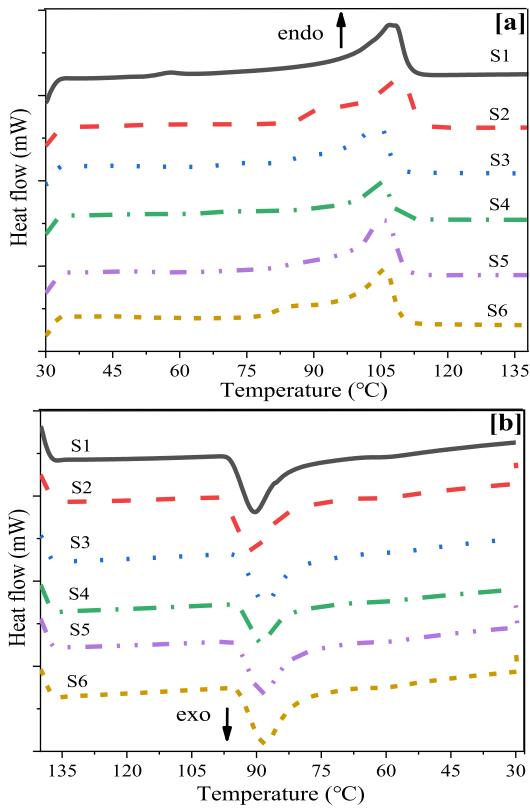 [a]
endo
S1
S2
S3
S4
S5
S6
Heat flow (mW)
30 45 60 75 90 105 120 135
Temperature (℃)
[b]
S1
S2
S3
S4
S5
S6
exo
Heat flow (mW)
135 120 105 90 75 60 45 30
Temperature (℃)